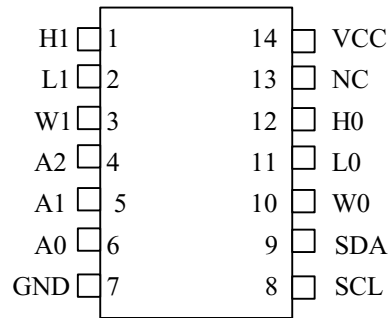 H1 1 14 VCC
L1 2 13 NC
W1 3 12 H0
A2 4 11 L0
A1 5 10 W0
A0 6 9 SDA
GND 7 8 SCL